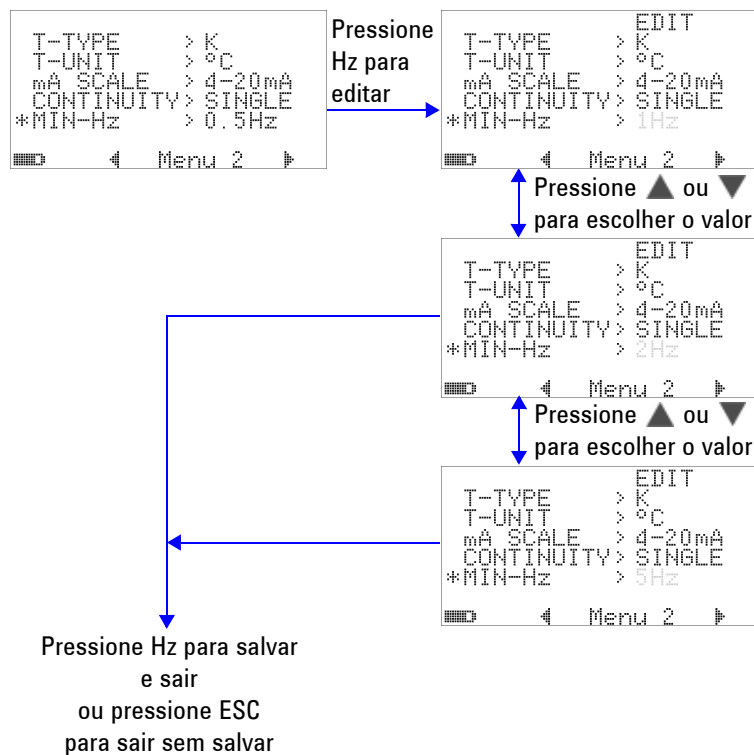 T-TYPE > K
T-UNIT > °C
mA SCALE > 4-20mA
CONTINUITY> SINGLE
*MIN-Hz > 0.5Hz
Menu 2
Pressione
Hz para
editar
EDIT
T-TYPE > K
T-UNIT > °C
mA SCALE > 4-20mA
CONTINUITY> SINGLE
*MIN-Hz > 1Hz
Menu 2
Pressione ▲ ou ▼
para escolher o valor
EDIT
T-TYPE > K
T-UNIT > °C
mA SCALE > 4-20mA
CONTINUITY> SINGLE
*MIN-Hz > 2Hz
Menu 2
Pressione ▲ ou ▼
para escolher o valor
EDIT
T-TYPE > K
T-UNIT > °C
mA SCALE > 4-20mA
CONTINUITY> SINGLE
*MIN-Hz > 5Hz
Menu 2
Pressione Hz para salvar
e sair
ou pressione ESC
para sair sem salvar